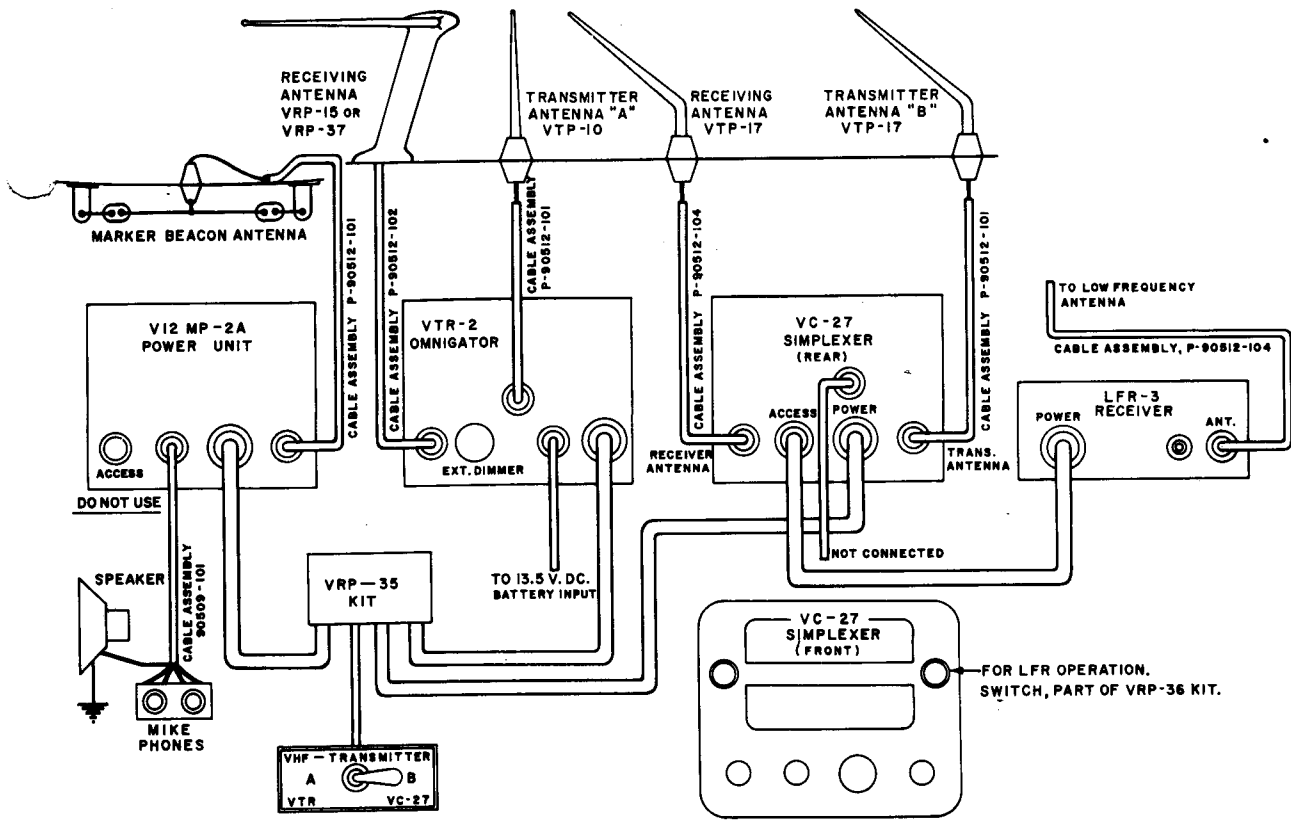 RECEIVING
ANTENNA
VRP-15 OR
VRP-37
TRANSMITTER
ANTENNA "A"
VTP-10
RECEIVING
ANTENNA
VTP-17
TRANSMITTER
ANTENNA "B"
VTP-17
MARKER BEACON ANTENNA
CABLE ASSEMBLY P-90512-101
CABLE ASSEMBLY P-90512-102
CABLE ASSEMBLY
P-90512-101
CABLE ASSEMBLY P-90512-104
CABLE ASSEMBLY P-90512-101
TO LOW FREQUENCY
ANTENNA
CABLE ASSEMBLY, P-90512-104
V12 MP-2A
POWER UNIT
ACCESS
DO NOT USE
VTR-2
OMNIGATOR
EXT. DIMMER
VC-27
SIMPLEXER
(REAR)
ACCESS
POWER
RECEIVER
ANTENNA
TRANS.
ANTENNA
LFR-3
RECEIVER
POWER
ANT.
NOT CONNECTED
TO 13.5 V. DC.
BATTERY INPUT
SPEAKER
CABLE ASSEMBLY
90509-101
VRP-35
KIT
MIKE
PHONES
VHF-TRANSMITTER
A
B
VTR
VC-27
VC-27
SIMPLEXER
(FRONT)
FOR LFR OPERATION.
SWITCH, PART OF VRP-36 KIT.